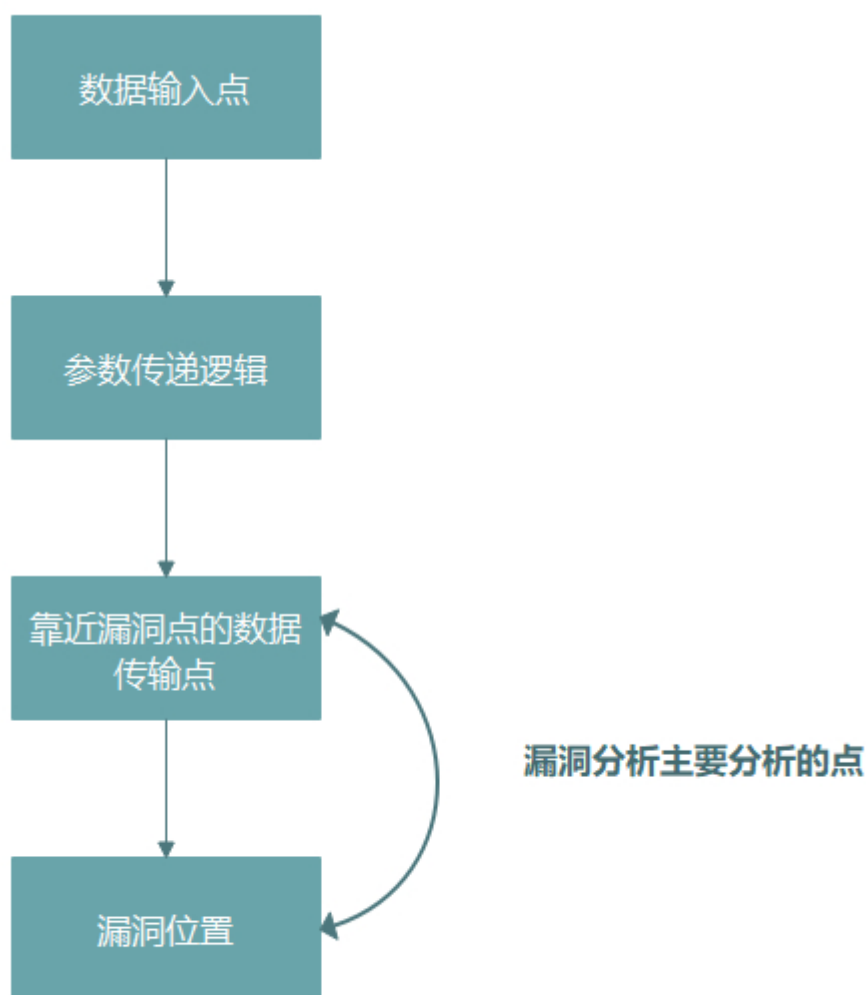 数据输入点
参数传递逻辑
靠近漏洞点的数据
传输点
漏洞分析主要分析的点
漏洞位置